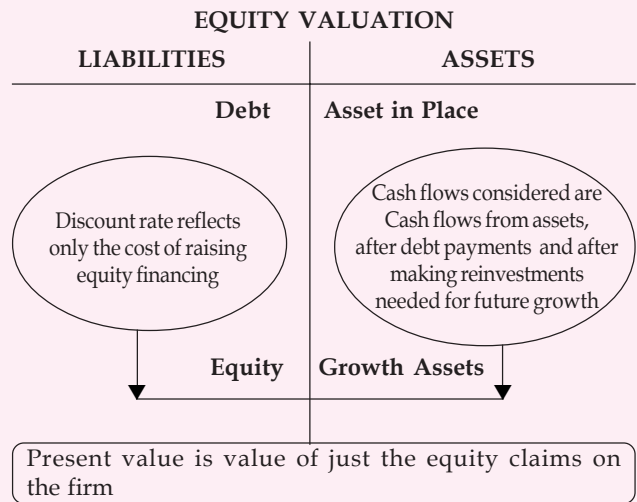 EQUITY VALUATION
LIABILITIES
ASSETS
Debt
Asset in Place
Discount rate reflects
only the cost of raising
equity financing
Cash flows considered are
Cash flows from assets,
after debt payments and after
making reinvestments
needed for future growth
Equity
Growth Assets
Present value is value of just the equity claims on
the firm